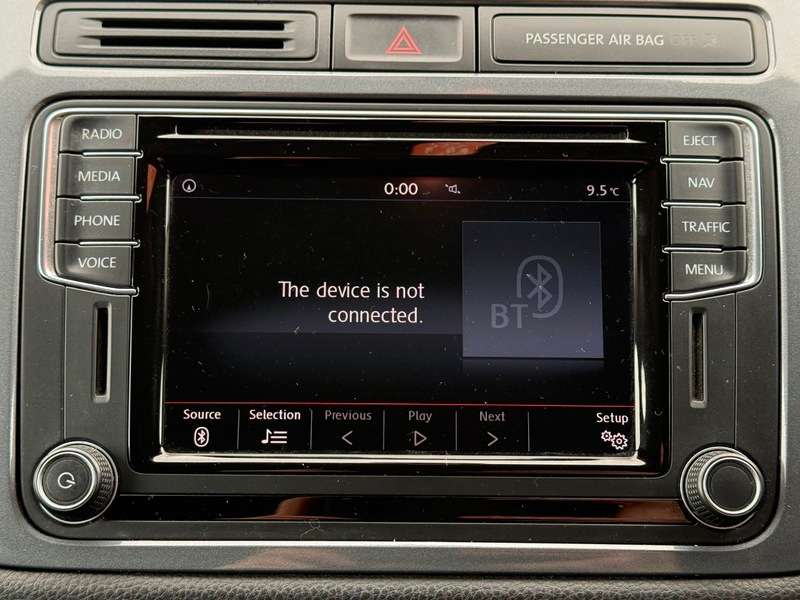 PASSENGER AIR BAG OFF
RADIO
MEDIA
PHONE
VOICE
EJECT
NAV
TRAFFIC
MENU
0:00
9.5°C
The device is not
connected.
BT
Source
Selection
Previous
Play
Next
Setup